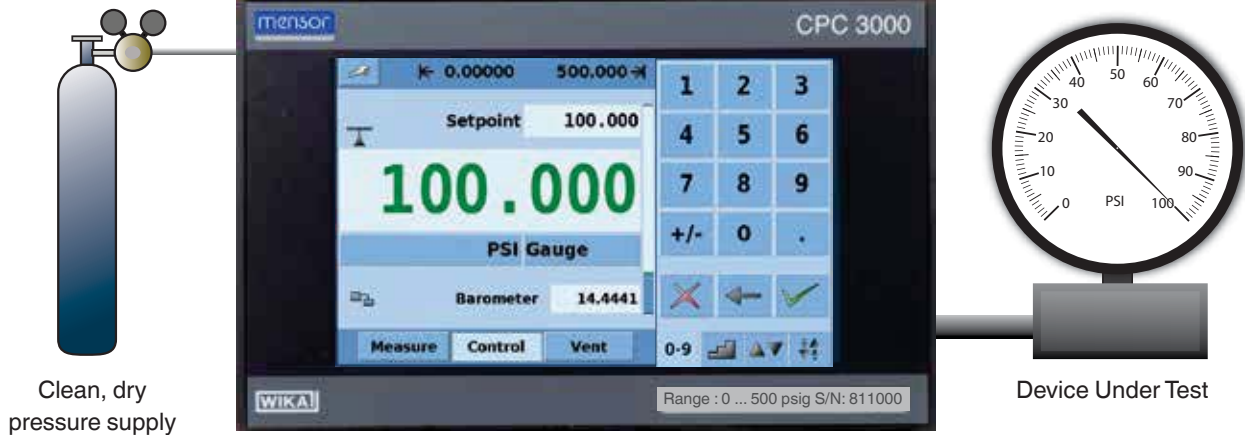 mensor
CPC 3000
0.00000 500.000
Setpoint 100.000
100.000
PSI Gauge
Barometer 14.4441
Measure Control Vent
1 2 3
4 5 6
7 8 9
+/- 0 .
0-9
WIKA
Range : 0 ... 500 psig S/N: 811000
Clean, dry
pressure supply
0 10 20 30 40 50 60 70 80 90 100
PSI
Device Under Test